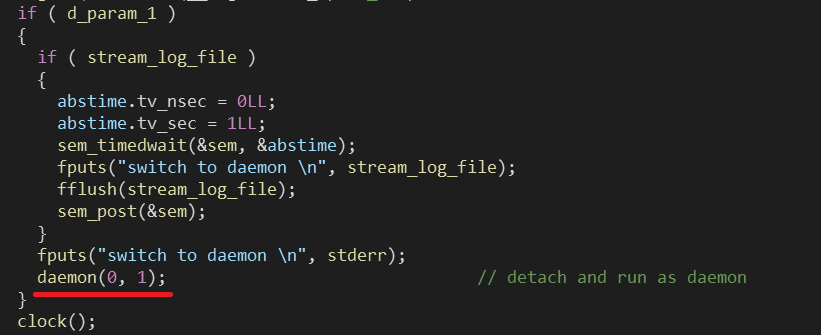 if ( d_param_1 )
{
if ( stream_log_file )
{
abstime.tv_nsec = 0LL;
abstime.tv_sec = 1LL;
sem_timedwait(&sem, &abstime);
fputs("switch to daemon \n", stream_log_file);
fflush(stream_log_file);
sem_post(&sem);
}
fputs("switch to daemon \n", stderr);
daemon(0, 1); // detach and run as daemon
}
clock();